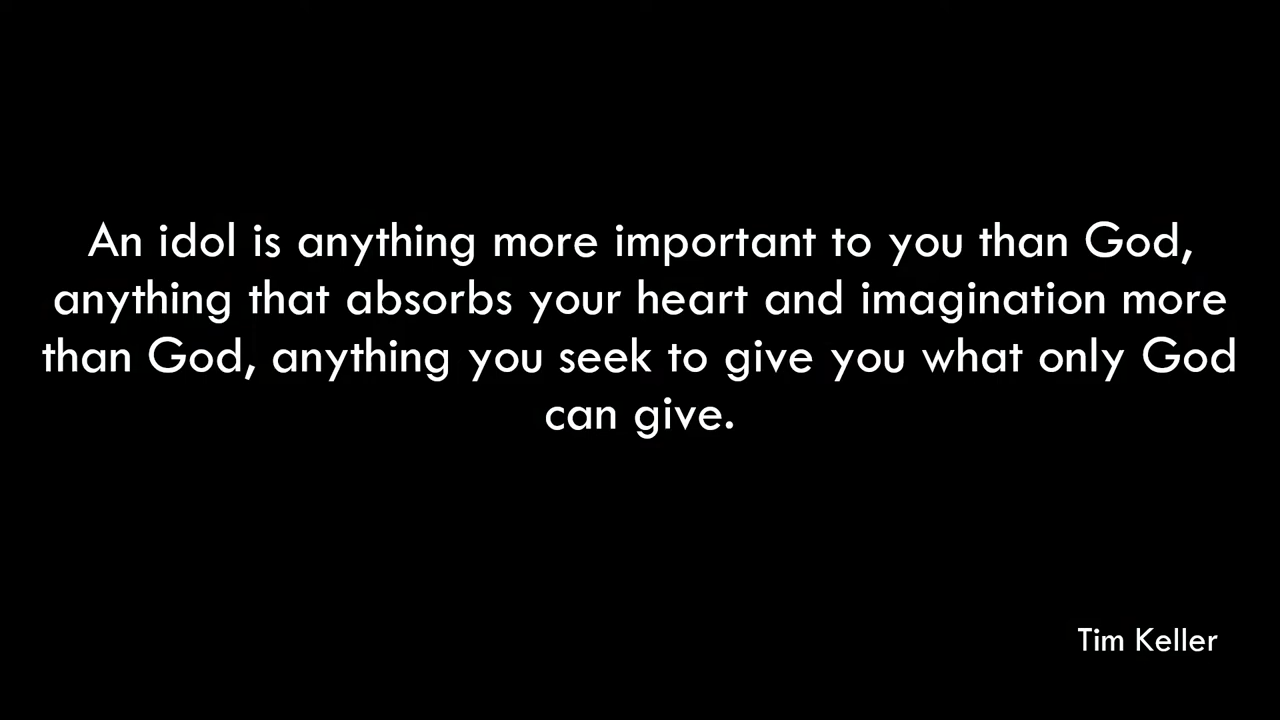 An idol is anything more important to you than God,
anything that absorbs your heart and imagination more
than God, anything you seek to give you what only God
can give.
Tim Keller